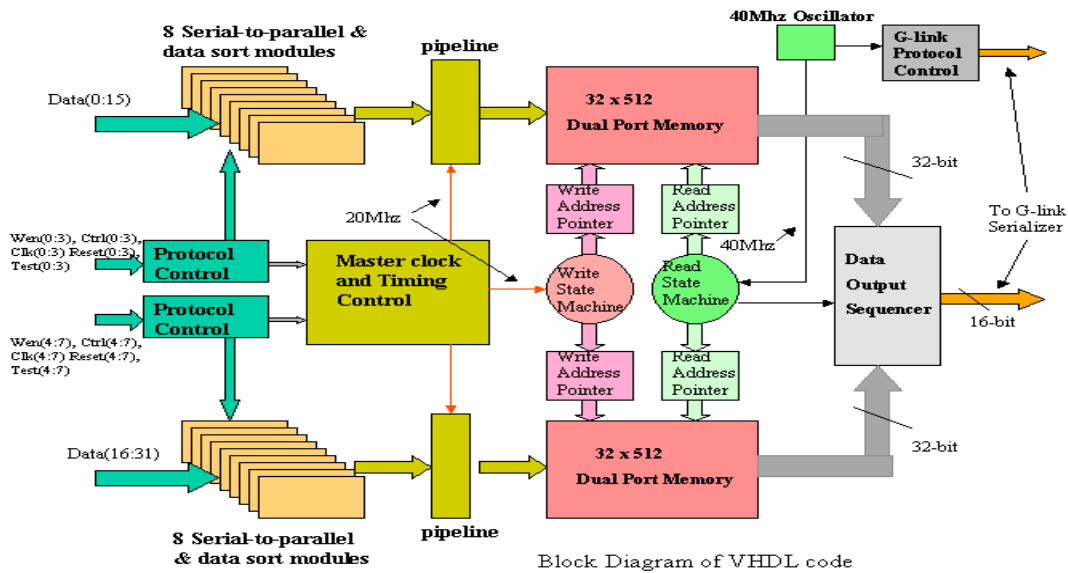 8 Serial-to-parallel &
data sort modules
pipeline
40Mhz Oscillator
G-link
Protocol
Control
Data(0:15)
32 x 512
Dual Port Memory
32-bit
20Mhz
Write
Address
Pointer
Read
Address
Pointer
40Mhz
To G-link
Serializer
Wen(0:3), Ctrl(0:3),
Clk(0:3) Reset(0:3),
Test(0:3)
Protocol
Control
Master clock
and Timing
Control
Write
State
Machine
Read
State
Machine
Data
Output
Sequencer
16-bit
Protocol
Control
Wen(4:7), Ctrl(4:7),
Clk(4:7) Reset(4:7),
Test(4:7)
Write
Address
Pointer
Read
Address
Pointer
32-bit
Data(16:31)
32 x 512
Dual Port Memory
pipeline
8 Serial-to-parallel
& data sort modules
Block Diagram of VHDL code